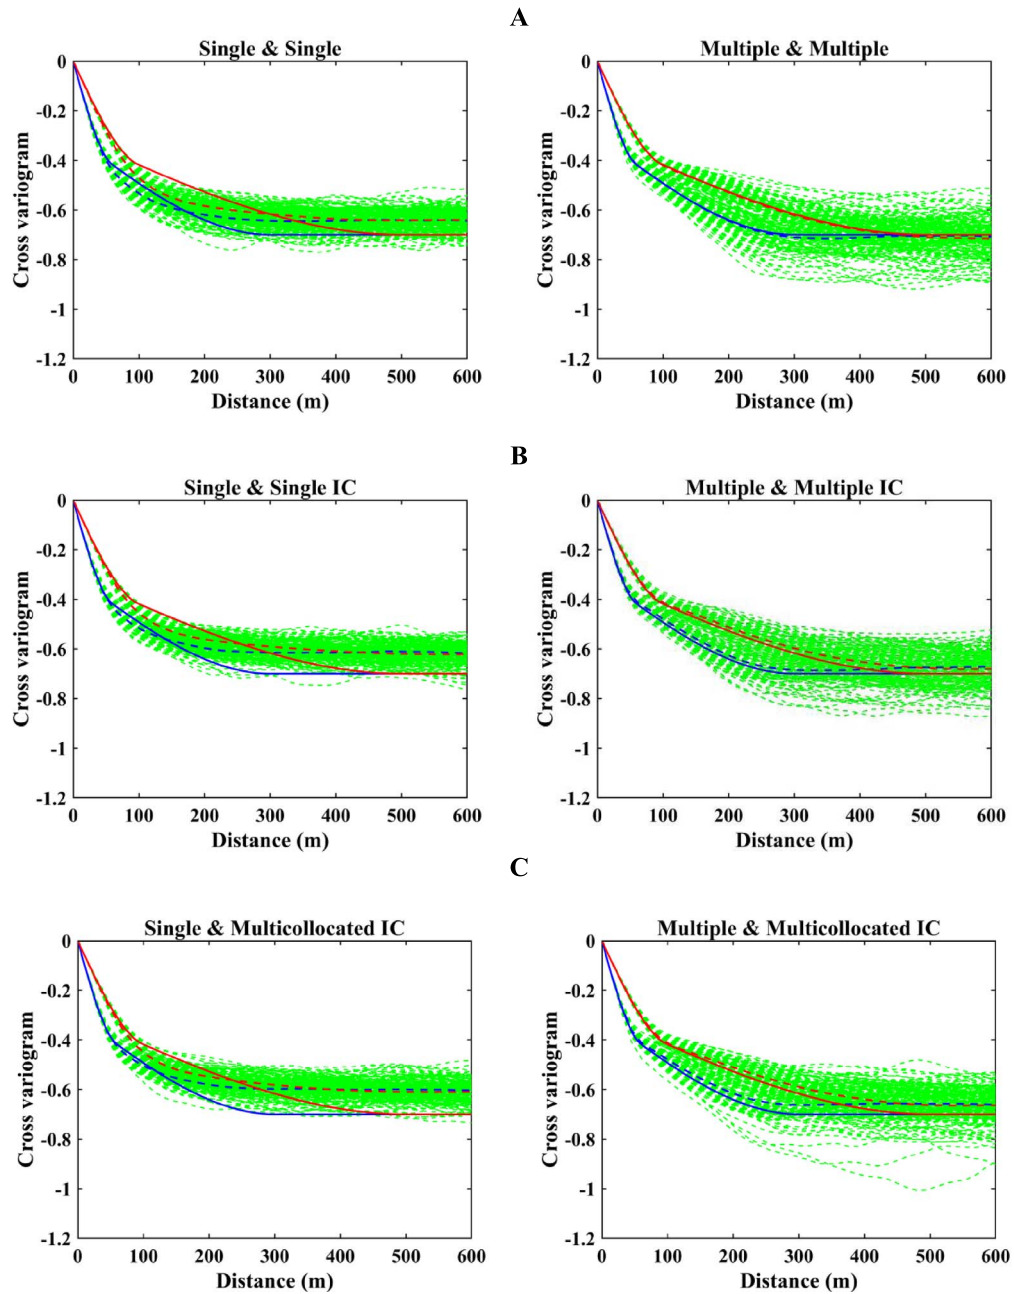 A
Single & Single
0
-0.2
-0.4
-0.6
-0.8
-1
-1.2
Cross variogram
0 100 200 300 400 500 600
Distance (m)
Multiple & Multiple
0
-0.2
-0.4
-0.6
-0.8
-1
-1.2
Cross variogram
0 100 200 300 400 500 600
Distance (m)
B
Single & Single IC
0
-0.2
-0.4
-0.6
-0.8
-1
-1.2
Cross variogram
0 100 200 300 400 500 600
Distance (m)
Multiple & Multiple IC
0
-0.2
-0.4
-0.6
-0.8
-1
-1.2
Cross variogram
0 100 200 300 400 500 600
Distance (m)
C
Single & Multicollocated IC
0
-0.2
-0.4
-0.6
-0.8
-1
-1.2
Cross variogram
0 100 200 300 400 500 600
Distance (m)
Multiple & Multicollocated IC
0
-0.2
-0.4
-0.6
-0.8
-1
-1.2
Cross variogram
0 100 200 300 400 500 600
Distance (m)